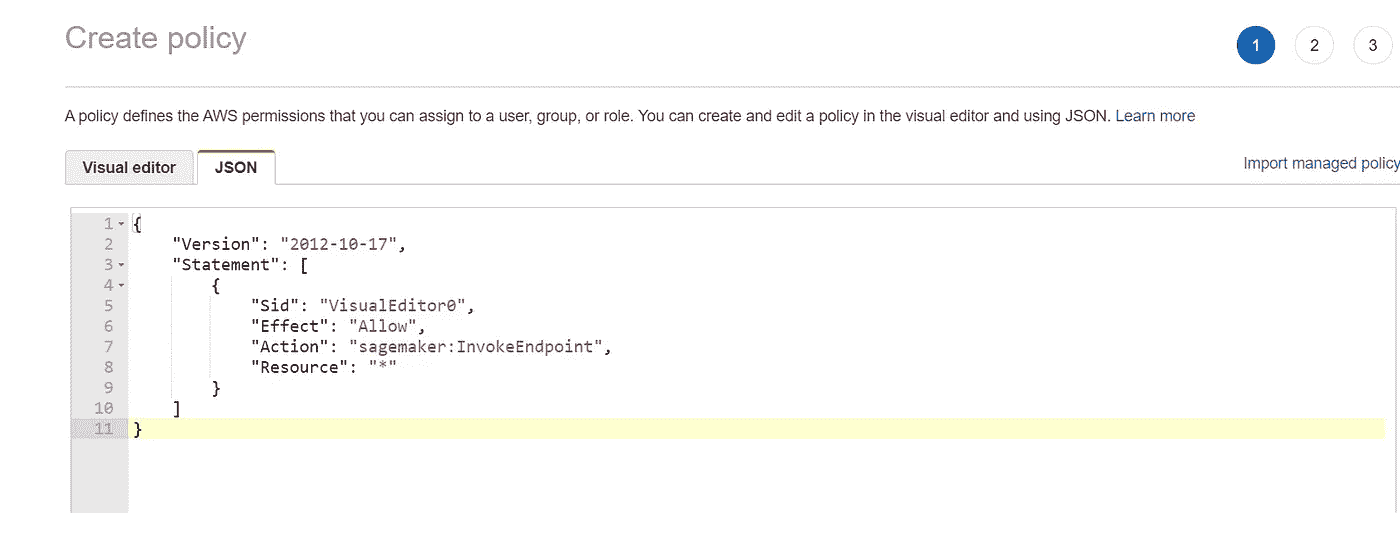 Create policy
1 2 3
A policy defines the AWS permissions that you can assign to a user, group, or role. You can create and edit a policy in the visual editor and using JSON. Learn more
Visual editor JSON
Import managed policy
1 {
2 "Version": "2012-10-17",
3 "Statement": [
4 {
5 "Sid": "VisualEditor0",
6 "Effect": "Allow",
7 "Action": "sagemaker:InvokeEndpoint",
8 "Resource": "*"
9 }
10 ]
11 }